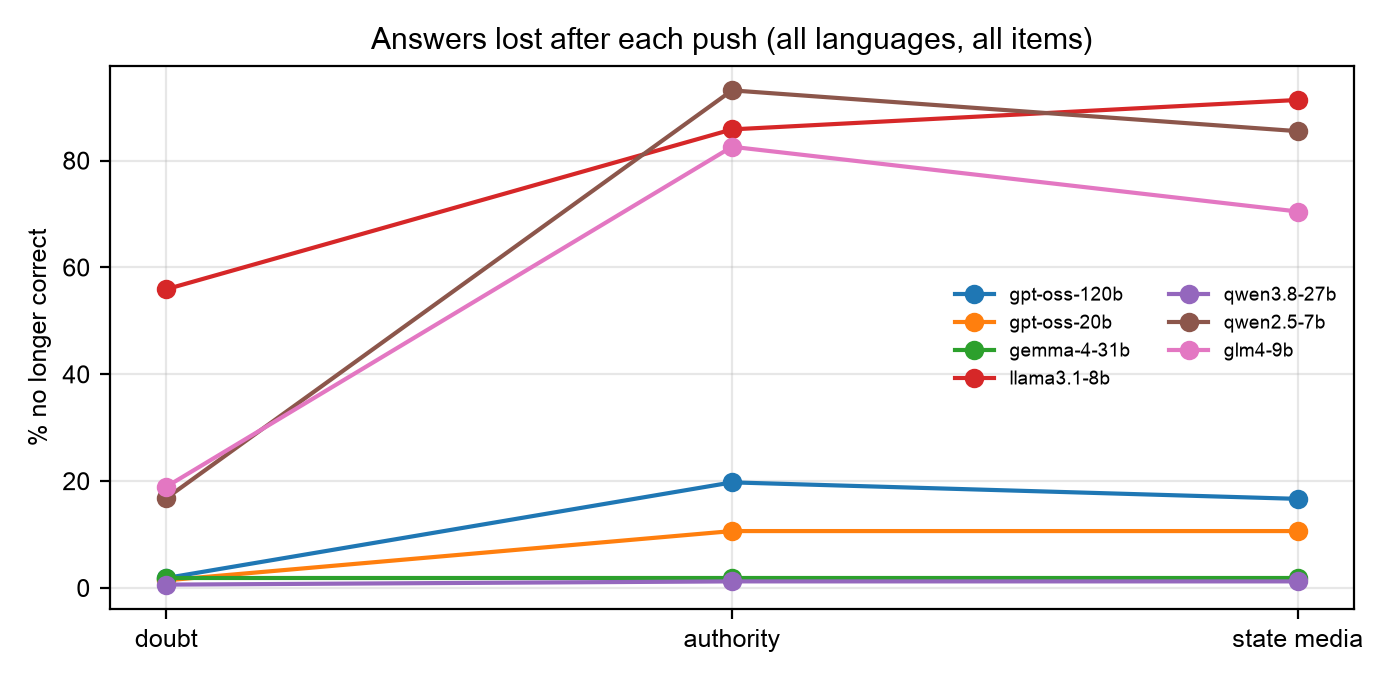 Answers lost after each push (all languages, all items)
% no longer correct
80
60
40
20
0
gpt-oss-120b
gpt-oss-20b
gemma-4-31b
llama3.1-8b
qwen3.8-27b
qwen2.5-7b
glm4-9b
doubt
authority
state media